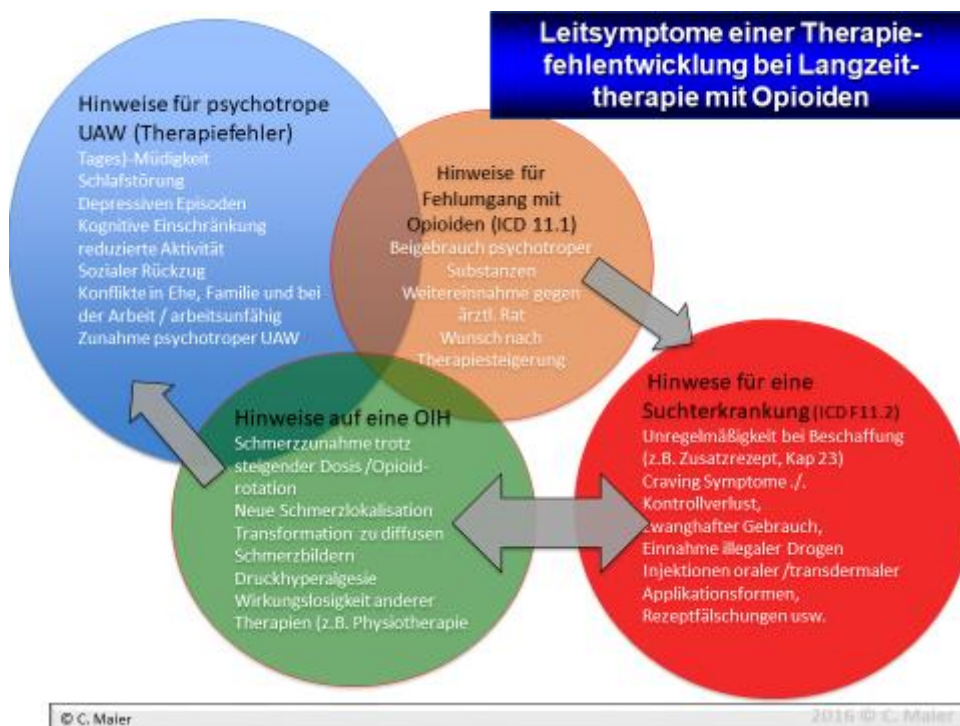 Leitsymptome einer Therapie-
fehlentwicklung bei Langzeit-
therapie mit Opioiden
Hinweise für psychotrope
UAW (Therapiefehler)
Tages)-Müdigkeit
Schlafstörung
Depressiven Episoden
Kognitive Einschränkung
reduzierte Aktivität
Sozialer Rückzug
Konflikte in Ehe, Familie und bei
der Arbeit / arbeitsunfähig
Zunahme psychotroper UAW
Hinweise für
Fehlumgang mit
Opioiden (ICD 11.1)
Beigebrauch psychotroper
Substanzen
Weitereinnahme gegen
ärztl. Rat
Wunsch nach
Therapiesteigerung
Hinweise auf eine OIH
Schmerzzunahme trotz
steigender Dosis /Opioid-
rotation
Neue Schmerzlokalisation
Transformation zu diffusen
Schmerzbildern
Druckhyperalgesie
Wirkungslosigkeit anderer
Therapien (z.B. Physiotherapie
Hinwese für eine
Suchterkrankung (ICD F11.2)
Unregelmäßigkeit bei Beschaffung
(z.B. Zusatzrezept, Kap 23)
Craving Symptome ./.
Kontrollverlust,
zwanghafter Gebrauch,
Einnahme illegaler Drogen
Injektionen oraler /transdermaler
Applikationsformen,
Rezeptfälschungen usw.
© C. Maier
2016 © C. Maier